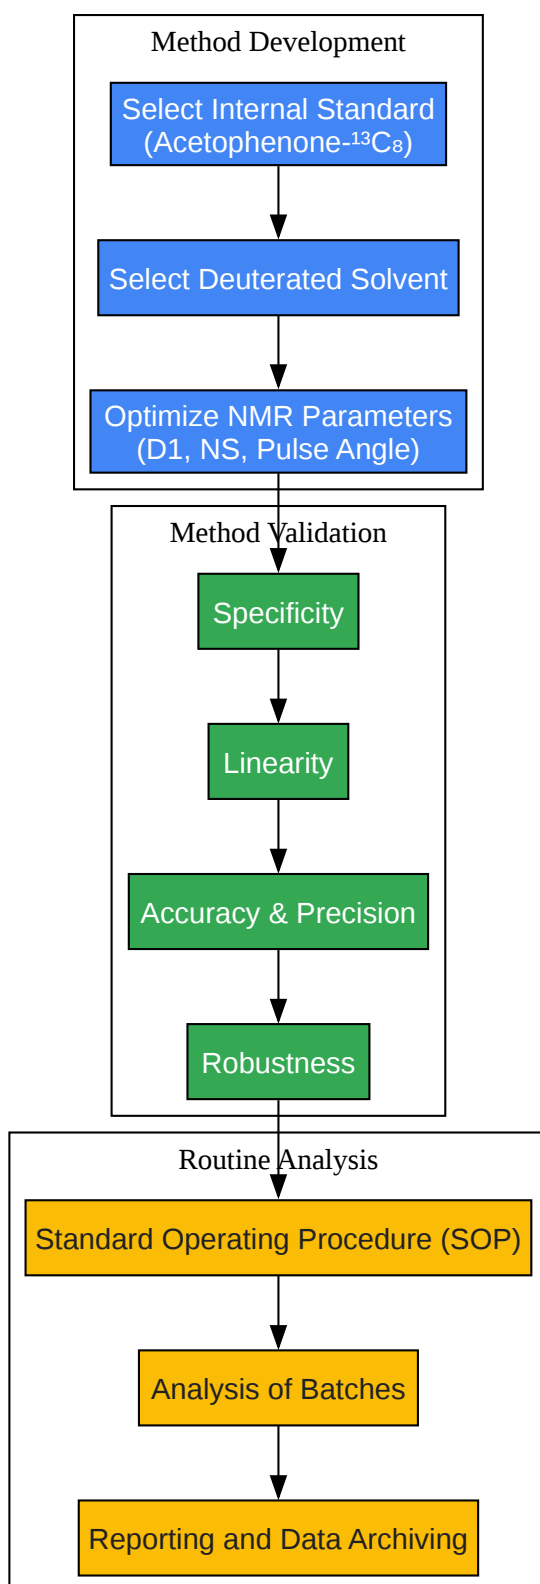 Method Development
Select Internal Standard
(Acetophenone-¹³C₈)
Select Deuterated Solvent
Optimize NMR Parameters
(D1, NS, Pulse Angle)
Method Validation
Specificity
Linearity
Accuracy & Precision
Robustness
Routine Analysis
Standard Operating Procedure (SOP)
Analysis of Batches
Reporting and Data Archiving